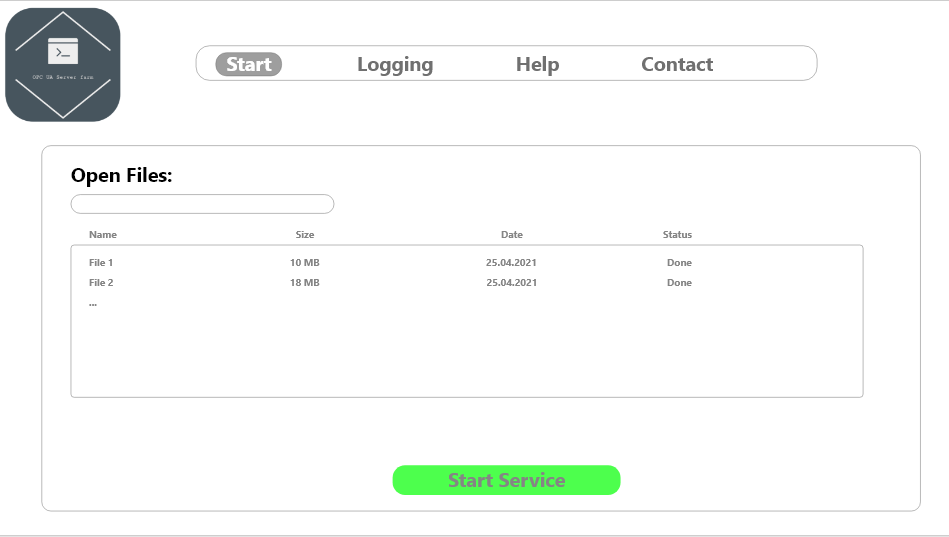 >_
OPC UA Server farm
Start Logging Help Contact
Open Files:
Name Size Date Status
File 1 10 MB 25.04.2021 Done
File 2 18 MB 25.04.2021 Done
...
Start Service